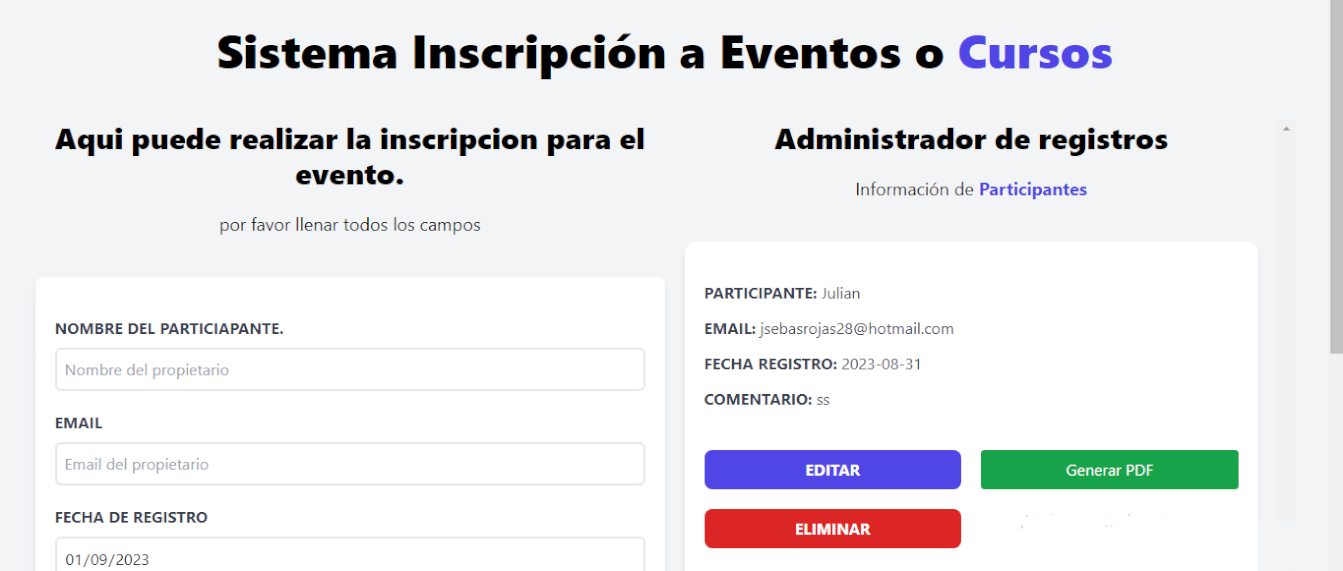 Sistema Inscripción a Eventos o Cursos
Aqui puede realizar la inscripcion para el
evento.
por favor llenar todos los campos
NOMBRE DEL PARTICIAPANTE.
Nombre del propietario
EMAIL
Email del propietario
FECHA DE REGISTRO
01/09/2023
Administrador de registros
Información de Participantes
PARTICIPANTE: Julian
EMAIL: jsebasrojas28@hotmail.com
FECHA REGISTRO: 2023-08-31
COMENTARIO: ss
EDITAR
Generar PDF
ELIMINAR